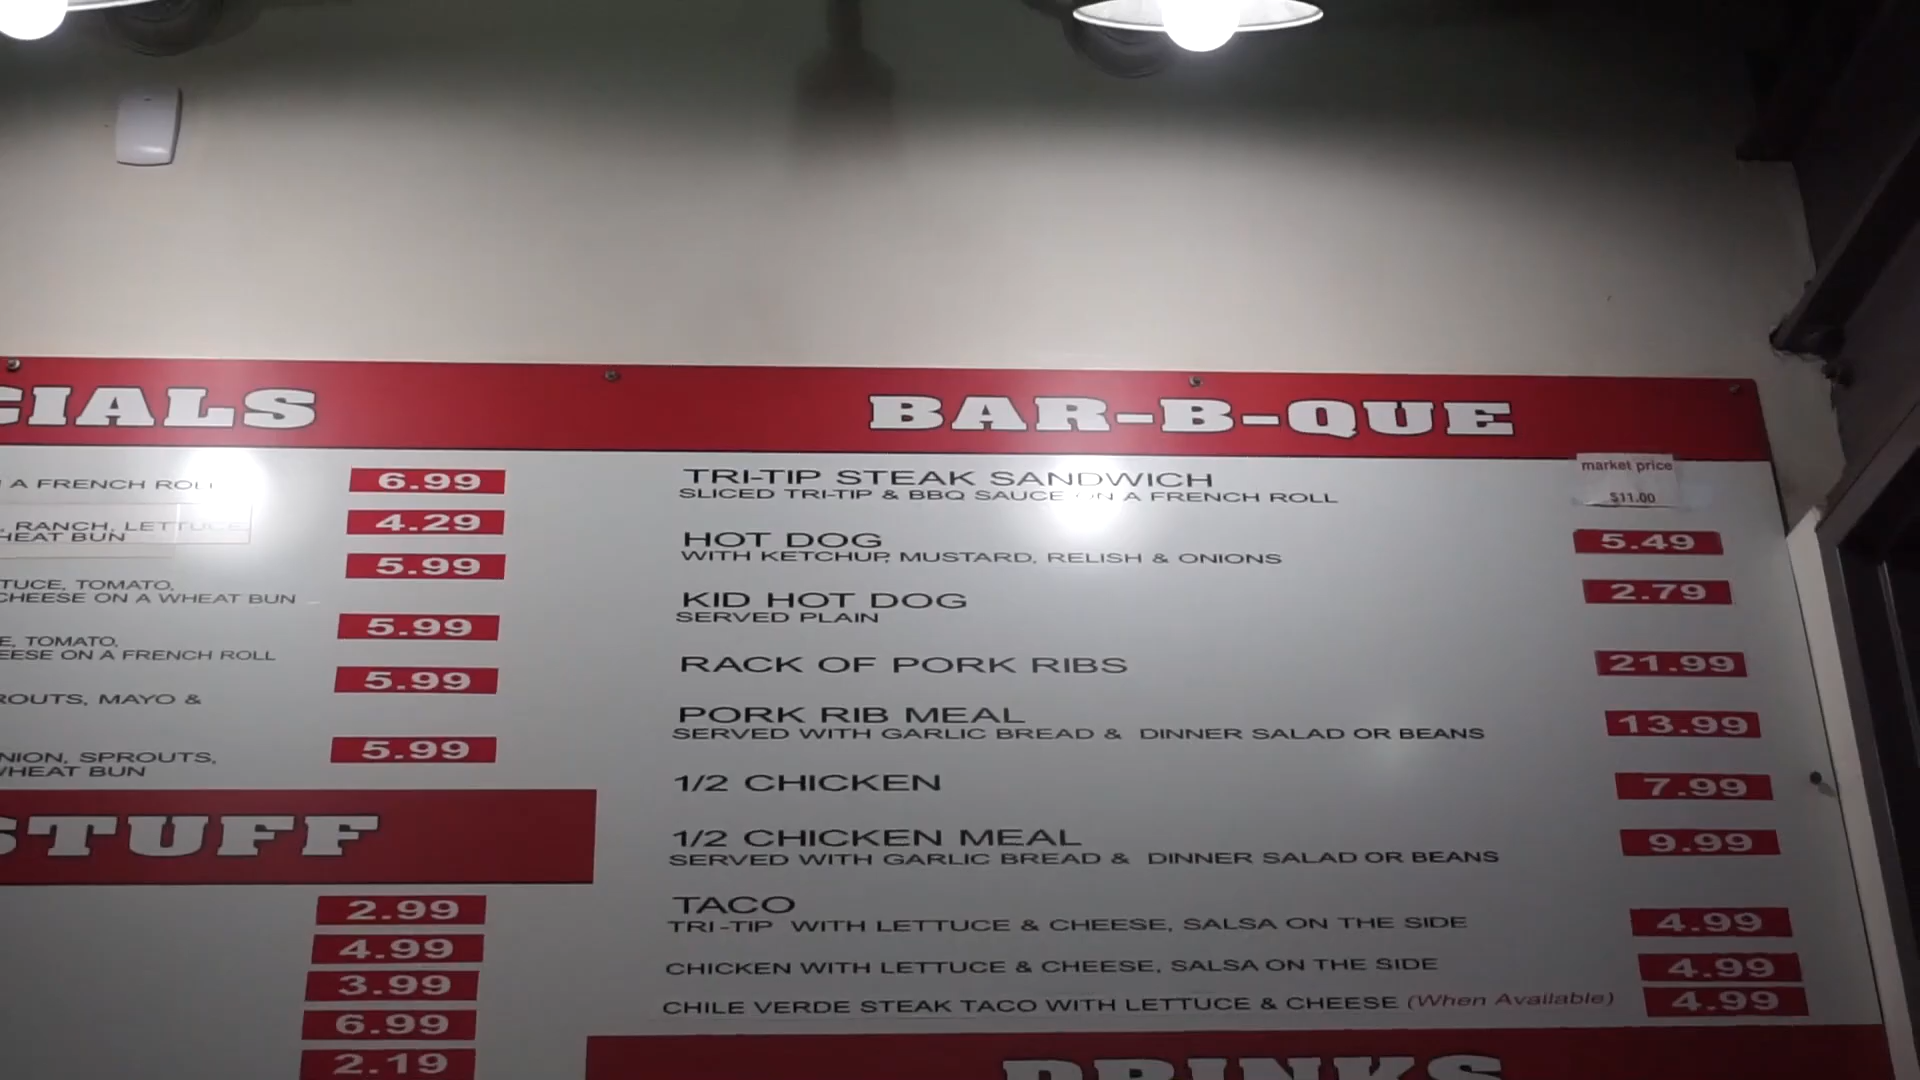 CIALS
A FRENCH ROLL
6.99
, RANCH, LETTUCE,
HEAT BUN
4.29
5.99
TUCE, TOMATO,
CHEESE ON A WHEAT BUN
5.99
E, TOMATO,
EESE ON A FRENCH ROLL
5.99
ROUTS, MAYO &
5.99
NION, SPROUTS,
WHEAT BUN
STUFF
2.99
4.99
3.99
6.99
2.19
BAR-B-QUE
TRI-TIP STEAK SANDWICH
SLICED TRI-TIP & BBQ SAUCE ON A FRENCH ROLL
market price
$11.00
HOT DOG
WITH KETCHUP, MUSTARD, RELISH & ONIONS
5.49
KID HOT DOG
SERVED PLAIN
2.79
RACK OF PORK RIBS
21.99
PORK RIB MEAL
SERVED WITH GARLIC BREAD & DINNER SALAD OR BEANS
13.99
1/2 CHICKEN
7.99
1/2 CHICKEN MEAL
SERVED WITH GARLIC BREAD & DINNER SALAD OR BEANS
9.99
TACO
TRI-TIP WITH LETTUCE & CHEESE, SALSA ON THE SIDE
4.99
CHICKEN WITH LETTUCE & CHEESE, SALSA ON THE SIDE
4.99
CHILE VERDE STEAK TACO WITH LETTUCE & CHEESE (When Available)
4.99
DRINKS